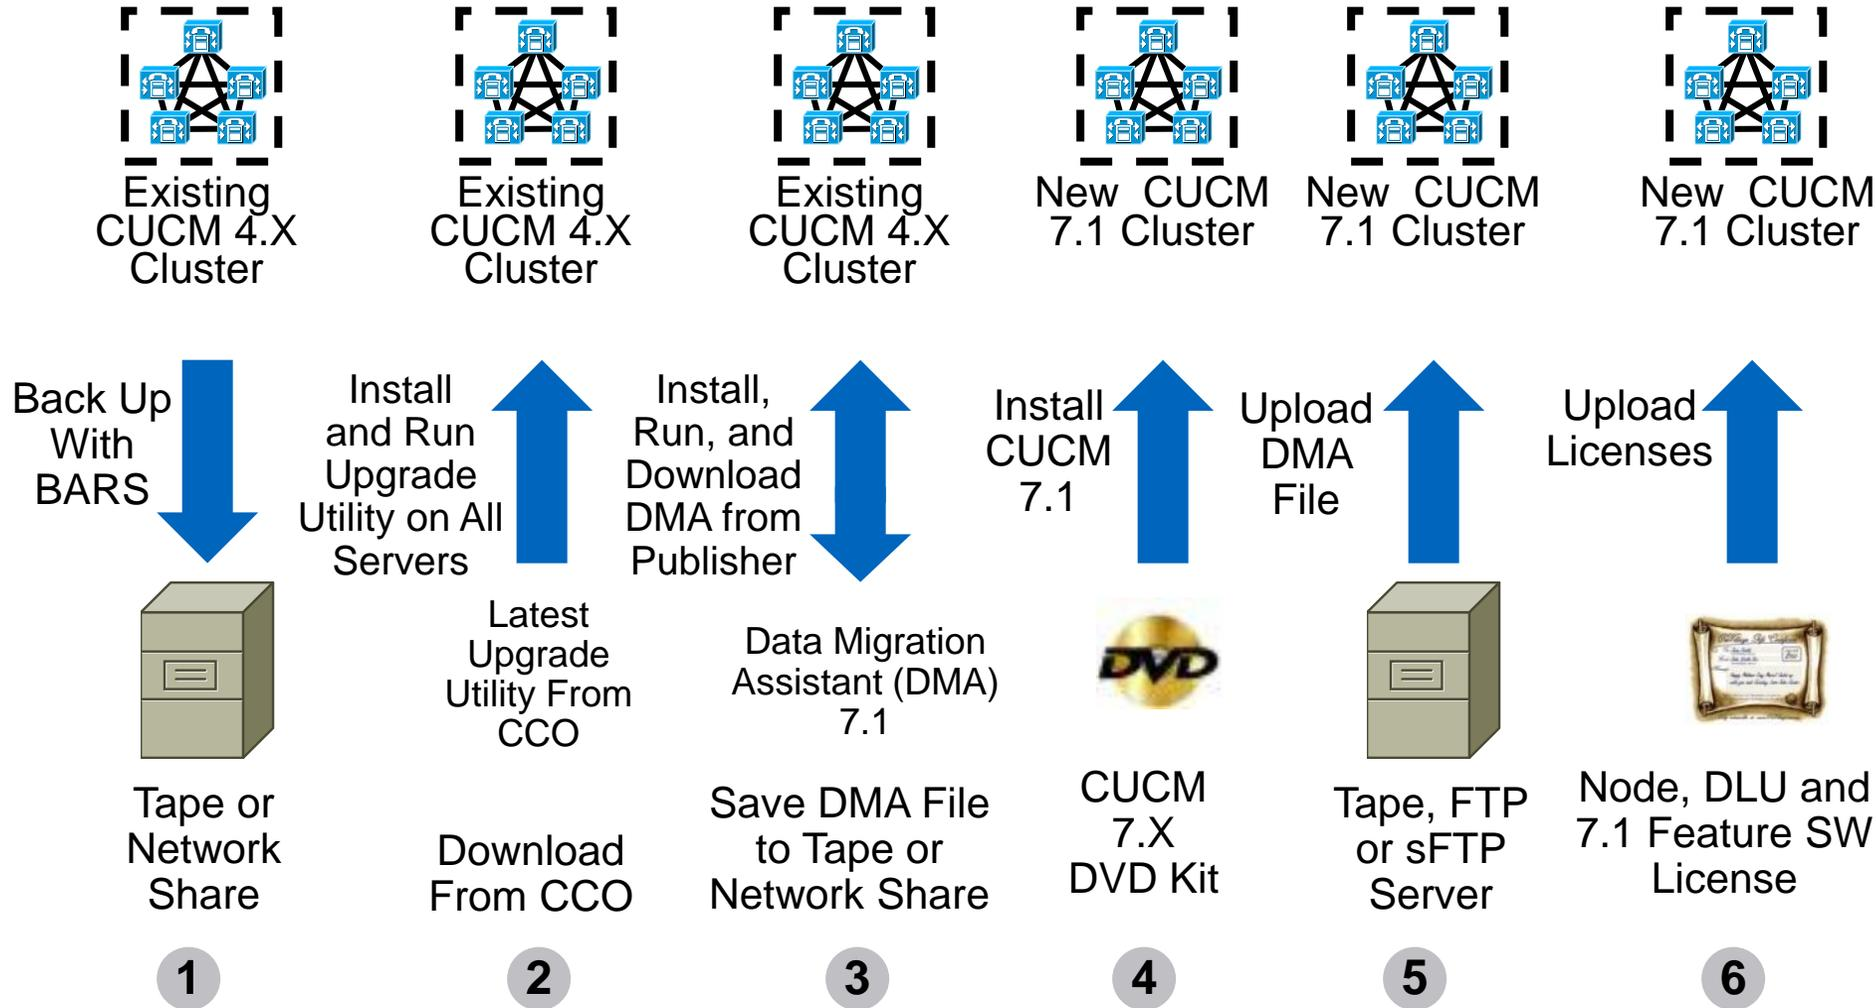 Existing
CUCM 4.X
Cluster
Existing
CUCM 4.X
Cluster
Existing
CUCM 4.X
Cluster
New CUCM
7.1 Cluster
New CUCM
7.1 Cluster
New CUCM
7.1 Cluster
Back Up
With
BARS
Install
and Run
Upgrade
Utility on All
Servers
Install,
Run, and
Download
DMA from
Publisher
Install
CUCM
7.1
Upload
DMA
File
Upload
Licenses
Latest
Upgrade
Utility From
CCO
Data Migration
Assistant (DMA)
7.1
DVD
Tape or
Network
Share
Download
From CCO
Save DMA File
to Tape or
Network Share
CUCM
7.X
DVD Kit
Tape, FTP
or sFTP
Server
Node, DLU and
7.1 Feature SW
License
1
2
3
4
5
6